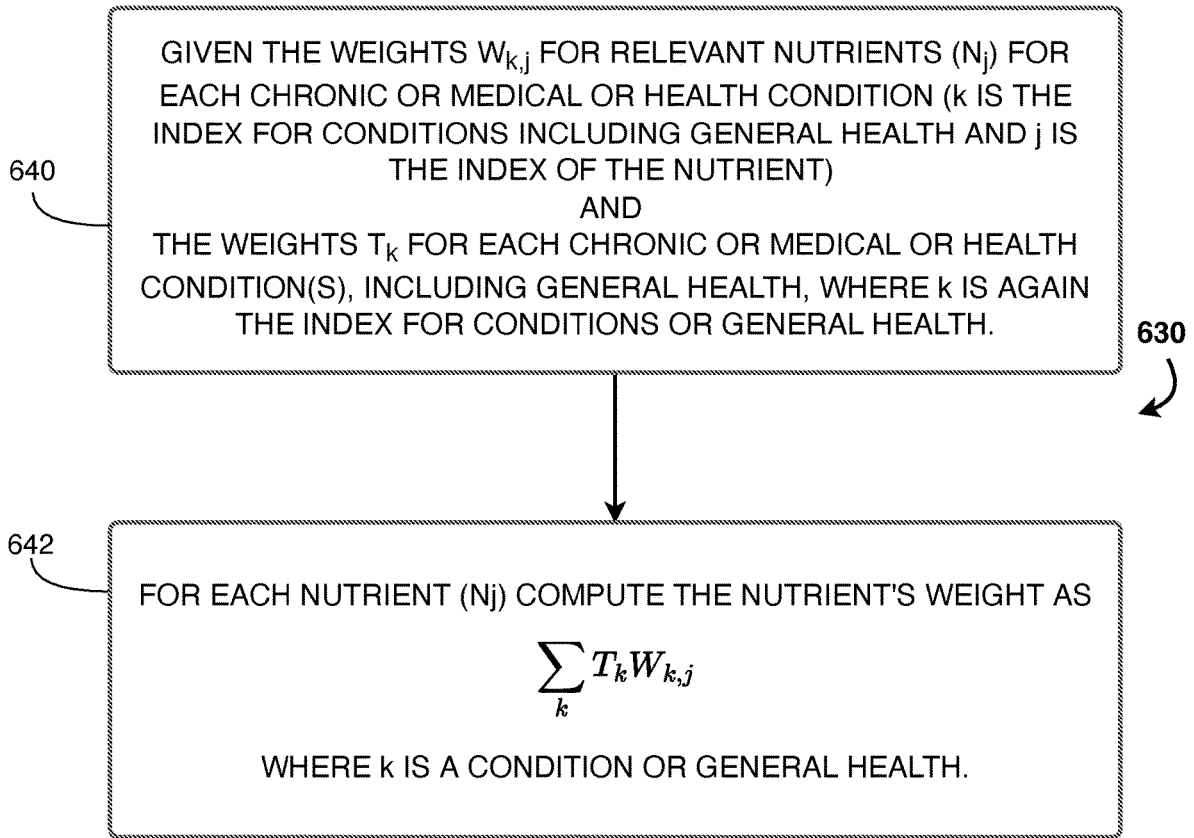 GIVEN THE WEIGHTS W_{k,j} FOR RELEVANT NUTRIENTS (N_j) FOR
EACH CHRONIC OR MEDICAL OR HEALTH CONDITION (k IS THE
INDEX FOR CONDITIONS INCLUDING GENERAL HEALTH AND j IS
THE INDEX OF THE NUTRIENT)
AND
THE WEIGHTS T_k FOR EACH CHRONIC OR MEDICAL OR HEALTH
CONDITION(S), INCLUDING GENERAL HEALTH, WHERE k IS AGAIN
THE INDEX FOR CONDITIONS OR GENERAL HEALTH.
640
630
642
FOR EACH NUTRIENT (Nj) COMPUTE THE NUTRIENT'S WEIGHT AS
\sum_k T_k W_{k,j}
WHERE k IS A CONDITION OR GENERAL HEALTH.